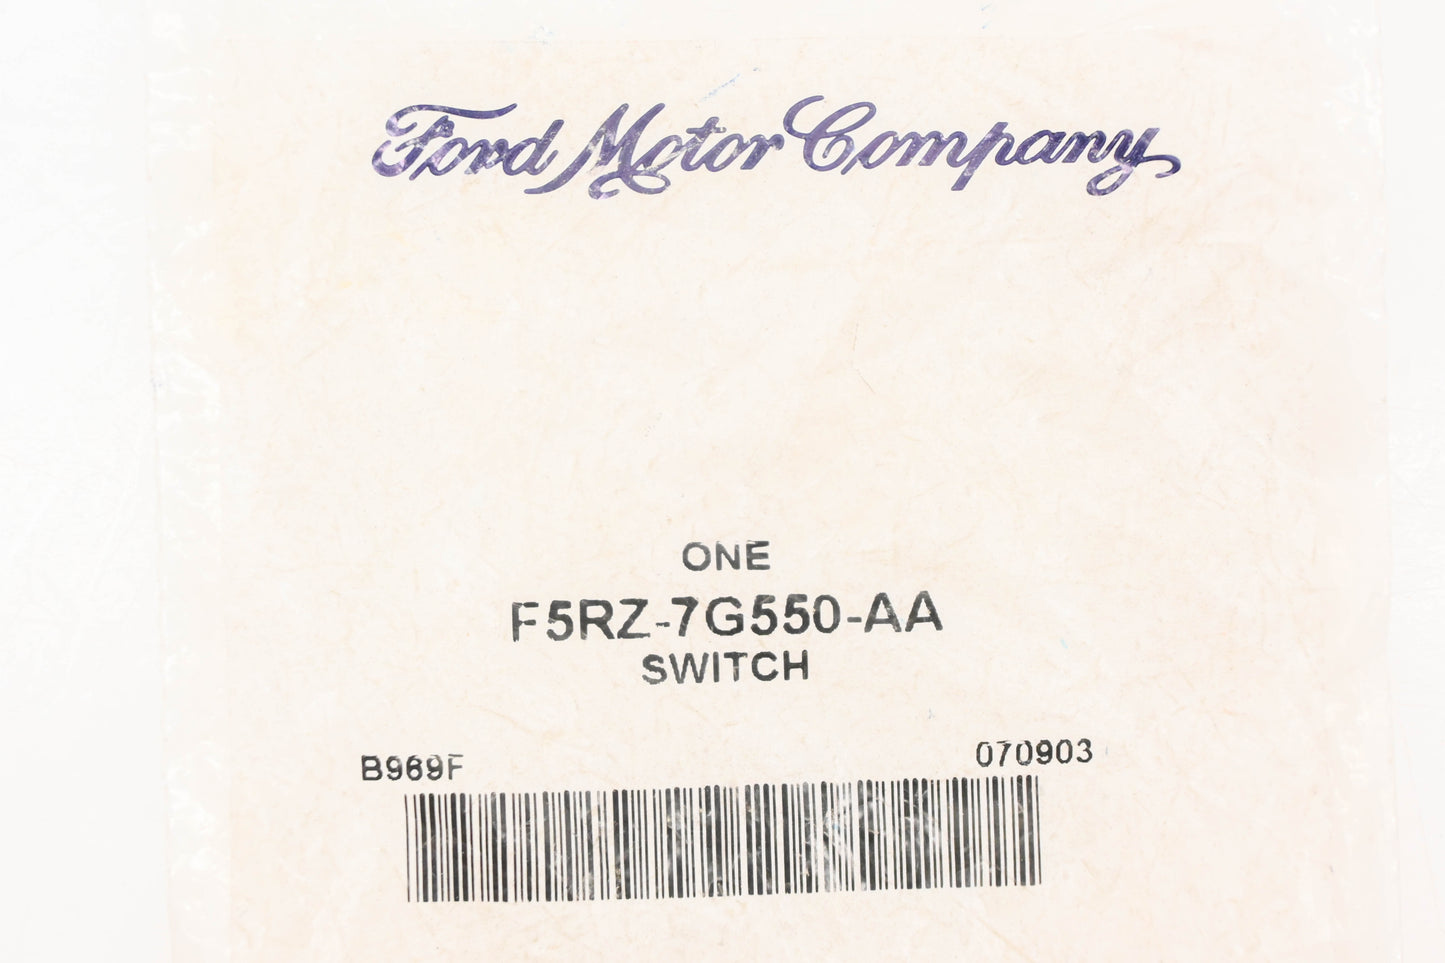 Ford Motor Company
ONE
F5RZ-7G550-AA
SWITCH
B969F
070903